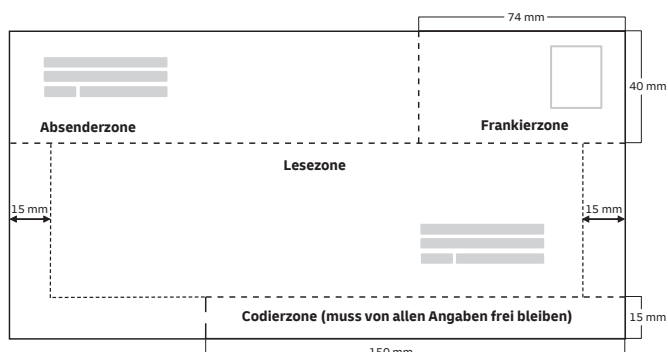 74 mm
40 mm
Absenderzone
Frankierzone
Lesezone
15 mm
15 mm
Codierzone (muss von allen Angaben frei bleiben)
15 mm
150 mm